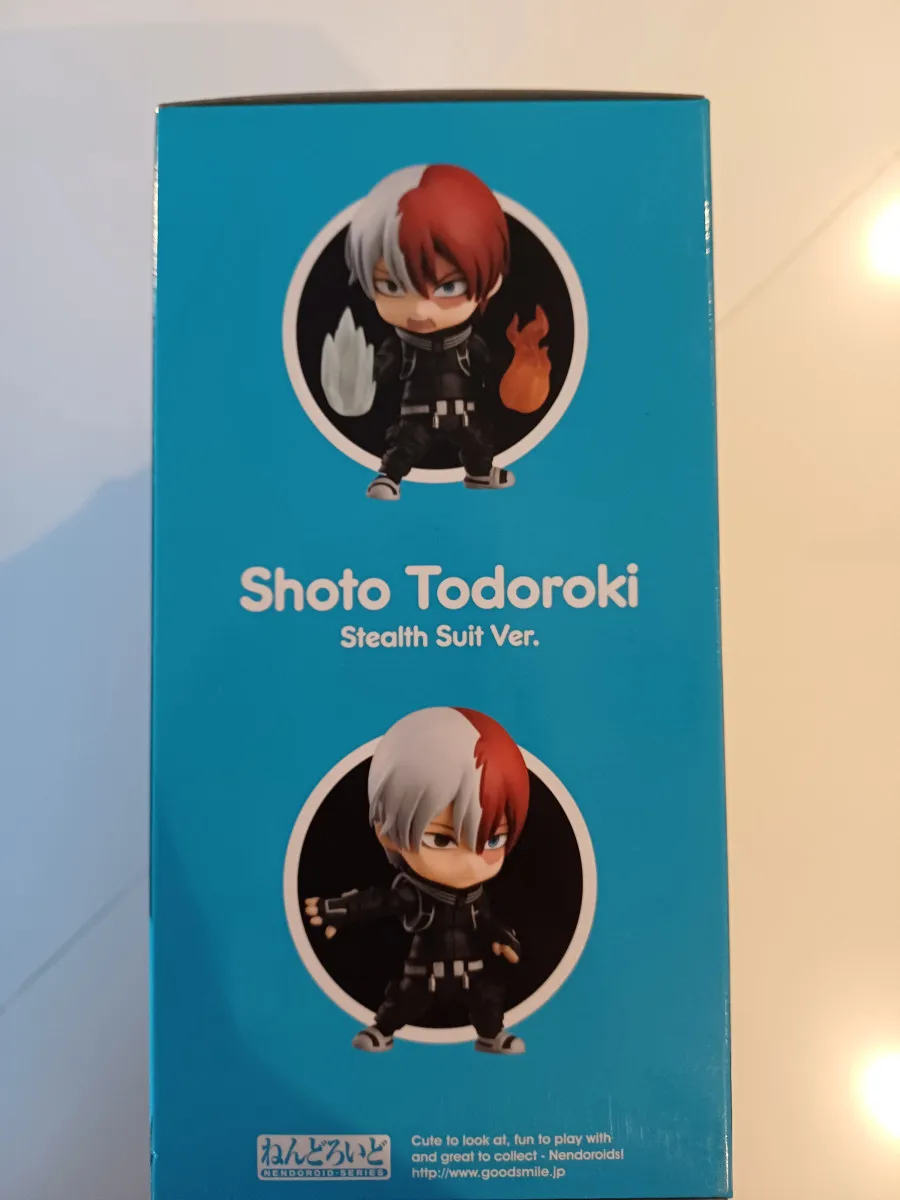 Shoto Todoroki
Stealth Suit Ver.
ねんどろいど
NENDOROID-SERIES
Cute to look at, fun to play with
and great to collect - Nendoroids!
http://www.goodsmile.jp